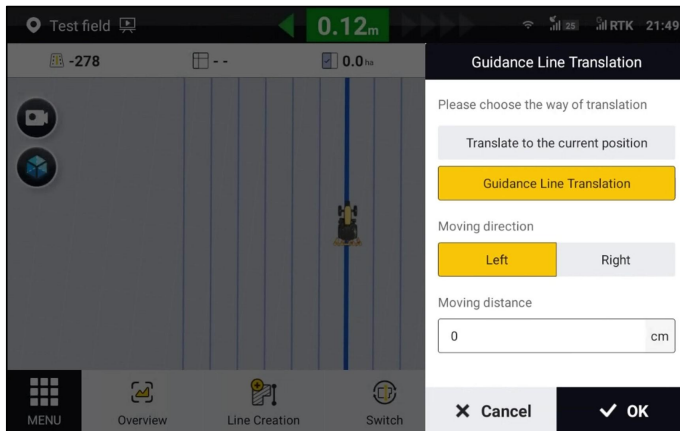 Test field
0.12m
25
RTK
21:49
-278
--
0.0 ha
Guidance Line Translation
Please choose the way of translation
Translate to the current position
Guidance Line Translation
Moving direction
Left
Right
Moving distance
0
cm
MENU
Overview
Line Creation
Switch
Cancel
OK